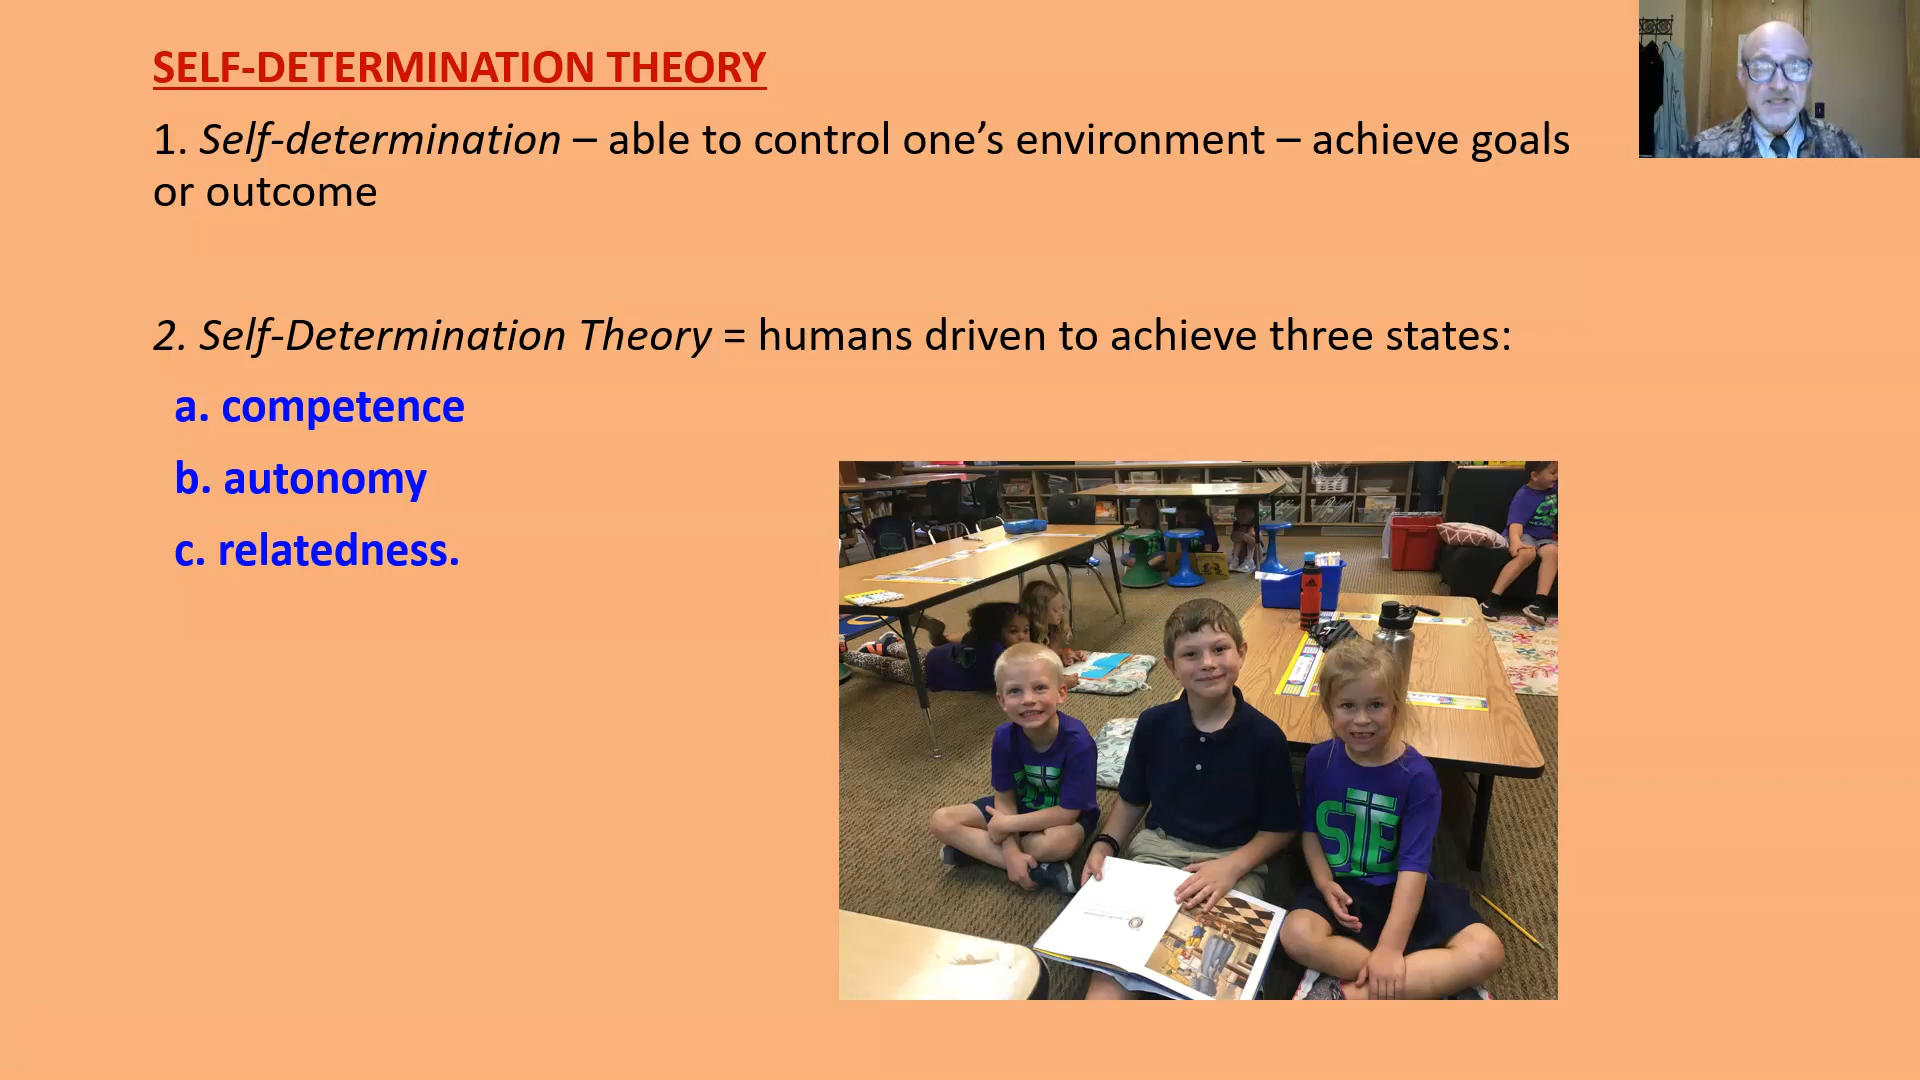 SELF-DETERMINATION THEORY
1. Self-determination – able to control one’s environment – achieve goals
or outcome
2. Self-Determination Theory = humans driven to achieve three states:
a. competence
b. autonomy
c. relatedness.